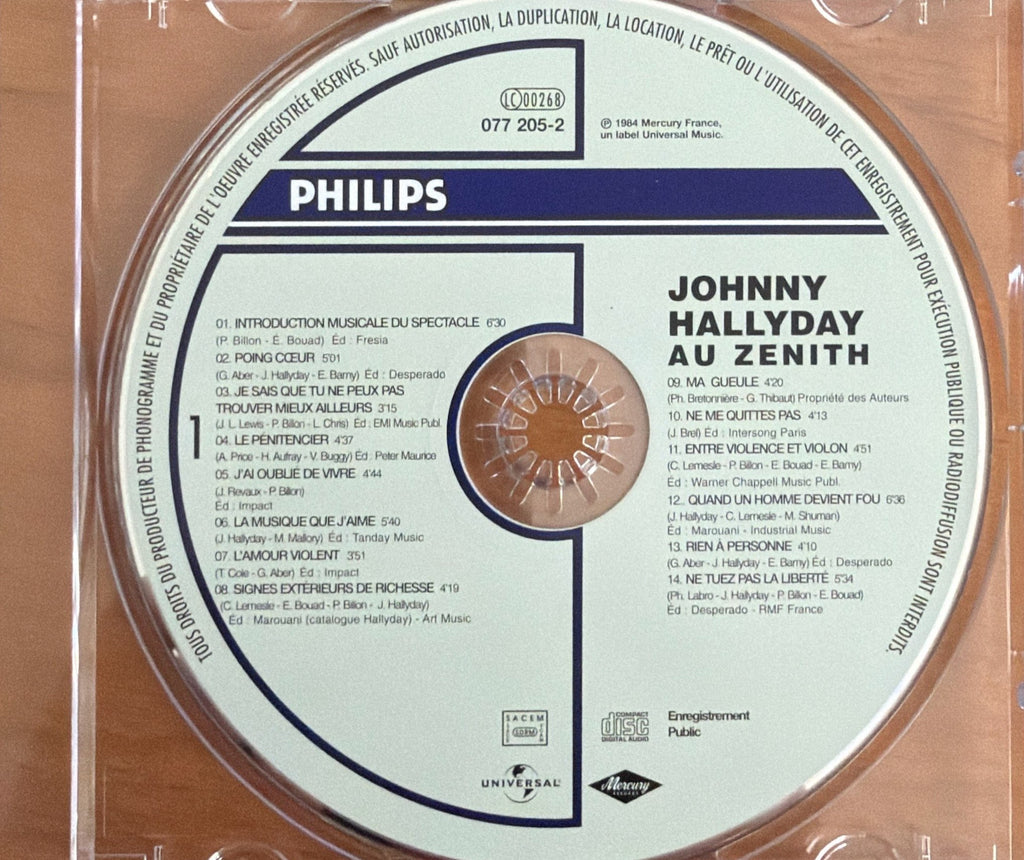 TOUS DROITS DU PRODUCTEUR DE PHONOGRAMME ET DU PROPRIÉTAIRE DE L'OEUVRE ENREGISTRÉE RÉSERVÉS. SAUF AUTORISATION, LA DUPLICATION, LA LOCATION, LE PRÊT OU L'UTILISATION DE CET ENREGISTREMENT POUR EXÉCUTION PUBLIQUE OU RADIODIFFUSION SONT INTERDITS.
LC 00268
077 205-2
℗ 1984 Mercury France,
un label Universal Music.
PHILIPS
1
01. INTRODUCTION MUSICALE DU SPECTACLE 6'30
(P. Billon - É. Bouad) Éd : Fresia
02. POING CŒUR 5'01
(G. Aber - J. Hallyday - E. Bamy) Éd : Desperado
03. JE SAIS QUE TU NE PEUX PAS
TROUVER MIEUX AILLEURS 3'15
(J. L. Lewis - P. Billon - L. Chris) Éd : EMI Music Publ.
04. LE PÉNITENCIER 4'37
(A. Price - H. Aufray - V. Buggy) Éd : Peter Maurice
05. J'AI OUBLIÉ DE VIVRE 4'44
(J. Revaux - P. Billon)
Éd : Impact
06. LA MUSIQUE QUE J'AIME 5'40
(J. Hallyday - M. Mallory) Éd : Tanday Music
07. L'AMOUR VIOLENT 3'51
(T Cole - G. Aber) Éd : Impact
08. SIGNES EXTÉRIEURS DE RICHESSE 4'19
(C. Lemesle - E. Bouad - P. Billon - J. Hallyday)
Éd : Marouani (catalogue Hallyday) - Art Music
JOHNNY
HALLYDAY
AU ZENITH
09. MA GUEULE 4'20
(Ph. Bretonnière - G. Thibaut) Propriété des Auteurs
10. NE ME QUITTES PAS 4'13
(J. Brel) Éd : Intersong Paris
11. ENTRE VIOLENCE ET VIOLON 4'51
(C. Lemesle - P. Billon - E. Bouad - E. Bamy)
Éd : Warner Chappell Music Publ.
12.. QUAND UN HOMME DEVIENT FOU 6'36
(J. Hallyday - C. Lemesle - M. Shuman)
Éd : Marouani - Industrial Music
13. RIEN À PERSONNE 4'10
(G. Aber - J. Hallyday - E. Bamy) Éd : Desperado
14. NE TUEZ PAS LA LIBERTÉ 5'34
(Ph. Labro - J. Hallyday - P. Billon - E. Bouad)
Éd : Desperado - RMF France
SACEM
SDRM
COMPACT
disc
DIGITAL AUDIO
Enregistrement
Public
UNIVERSAL
Mercury
RECORDS